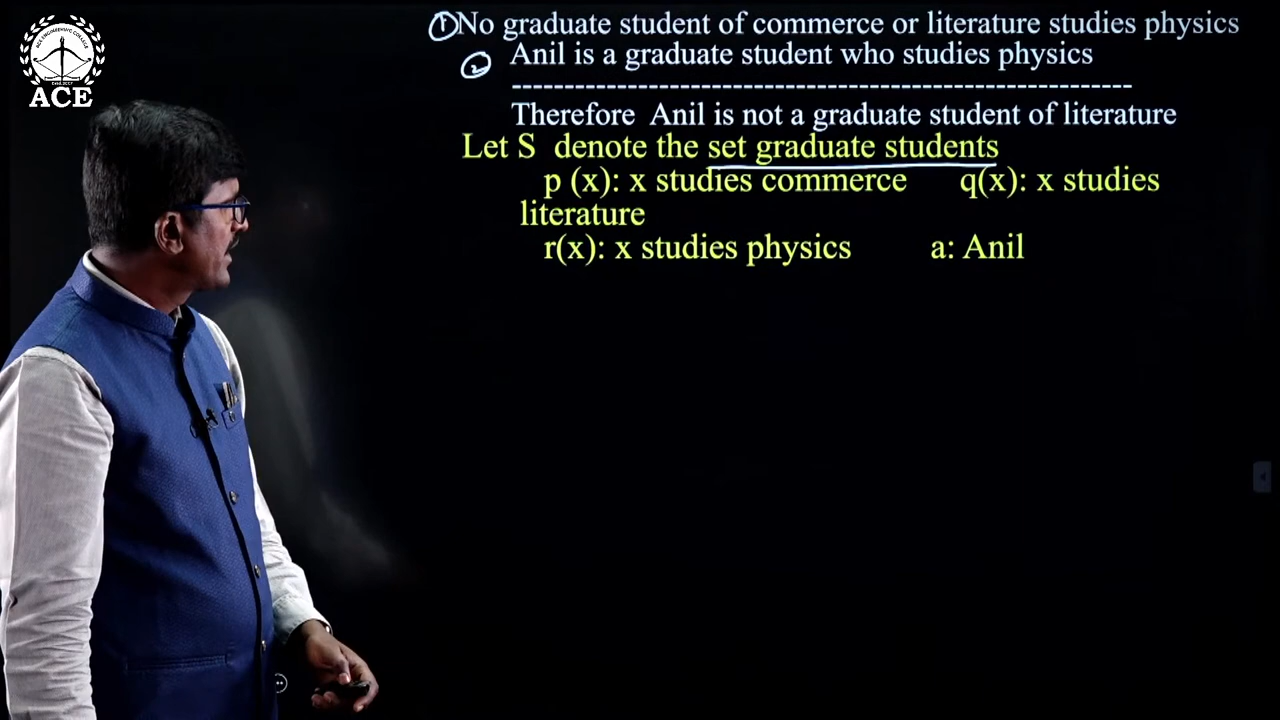 ACE
① No graduate student of commerce or literature studies physics
② Anil is a graduate student who studies physics
--------------------------------------------------------------
Therefore Anil is not a graduate student of literature
Let S denote the set graduate students
p (x): x studies commerce q(x): x studies
literature
r(x): x studies physics a: Anil